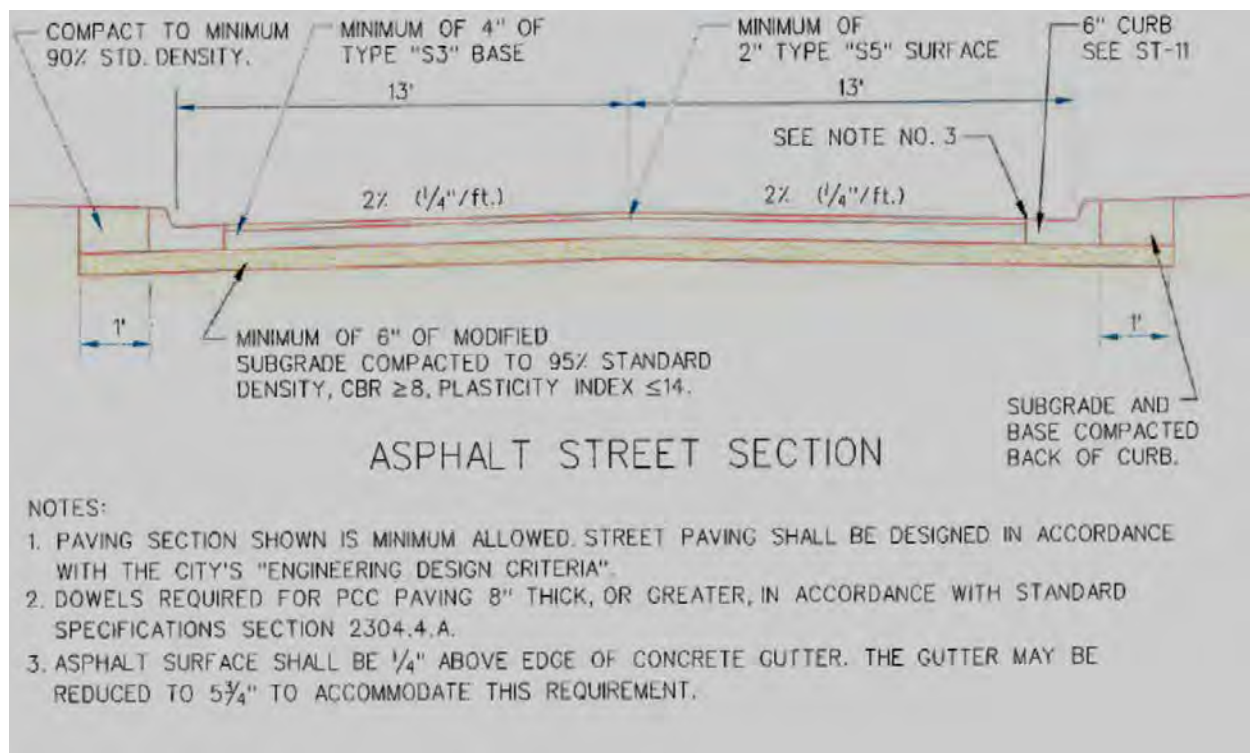 COMPACT TO MINIMUM
90% STD. DENSITY.
MINIMUM OF 4" OF
TYPE "S3" BASE
MINIMUM OF
2" TYPE "S5" SURFACE
6" CURB
SEE ST-11
13'
13'
SEE NOTE NO. 3
2% (1/4"/ft.)
2% (1/4"/ft.)
1'
1'
MINIMUM OF 6" OF MODIFIED
SUBGRADE COMPACTED TO 95% STANDARD
DENSITY, CBR ≥8, PLASTICITY INDEX ≤14.
SUBGRADE AND
BASE COMPACTED
BACK OF CURB.
ASPHALT STREET SECTION
NOTES:
1. PAVING SECTION SHOWN IS MINIMUM ALLOWED. STREET PAVING SHALL BE DESIGNED IN ACCORDANCE
WITH THE CITY'S "ENGINEERING DESIGN CRITERIA".
2. DOWELS REQUIRED FOR PCC PAVING 8" THICK, OR GREATER, IN ACCORDANCE WITH STANDARD
SPECIFICATIONS SECTION 2304.4.A.
3. ASPHALT SURFACE SHALL BE 1/4" ABOVE EDGE OF CONCRETE GUTTER. THE GUTTER MAY BE
REDUCED TO 5 3/4" TO ACCOMMODATE THIS REQUIREMENT.